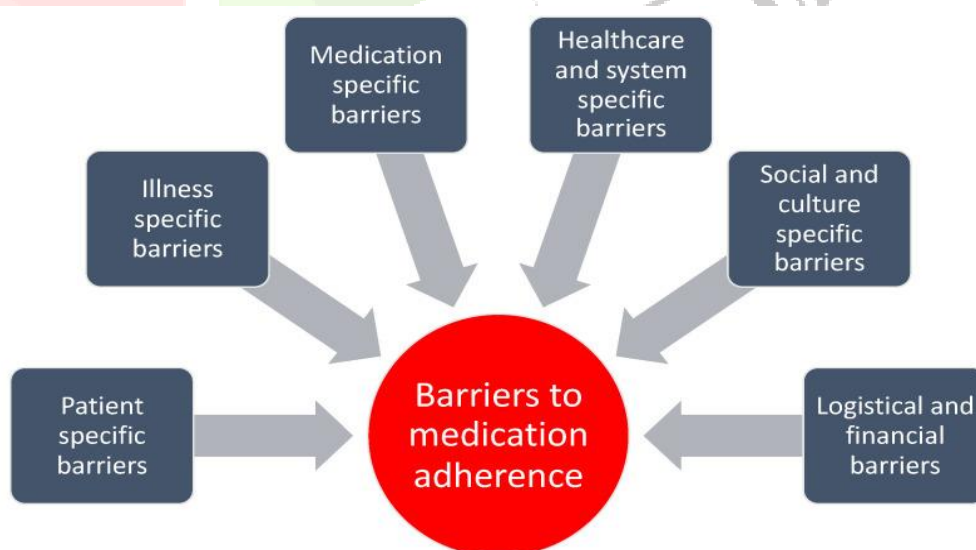 Medication
specific
barriers
Healthcare
and system
specific
barriers
Illness
specific
barriers
Social and
culture
specific
barriers
Patient
specific
barriers
Barriers to
medication
adherence
Logistical and
financial
barriers